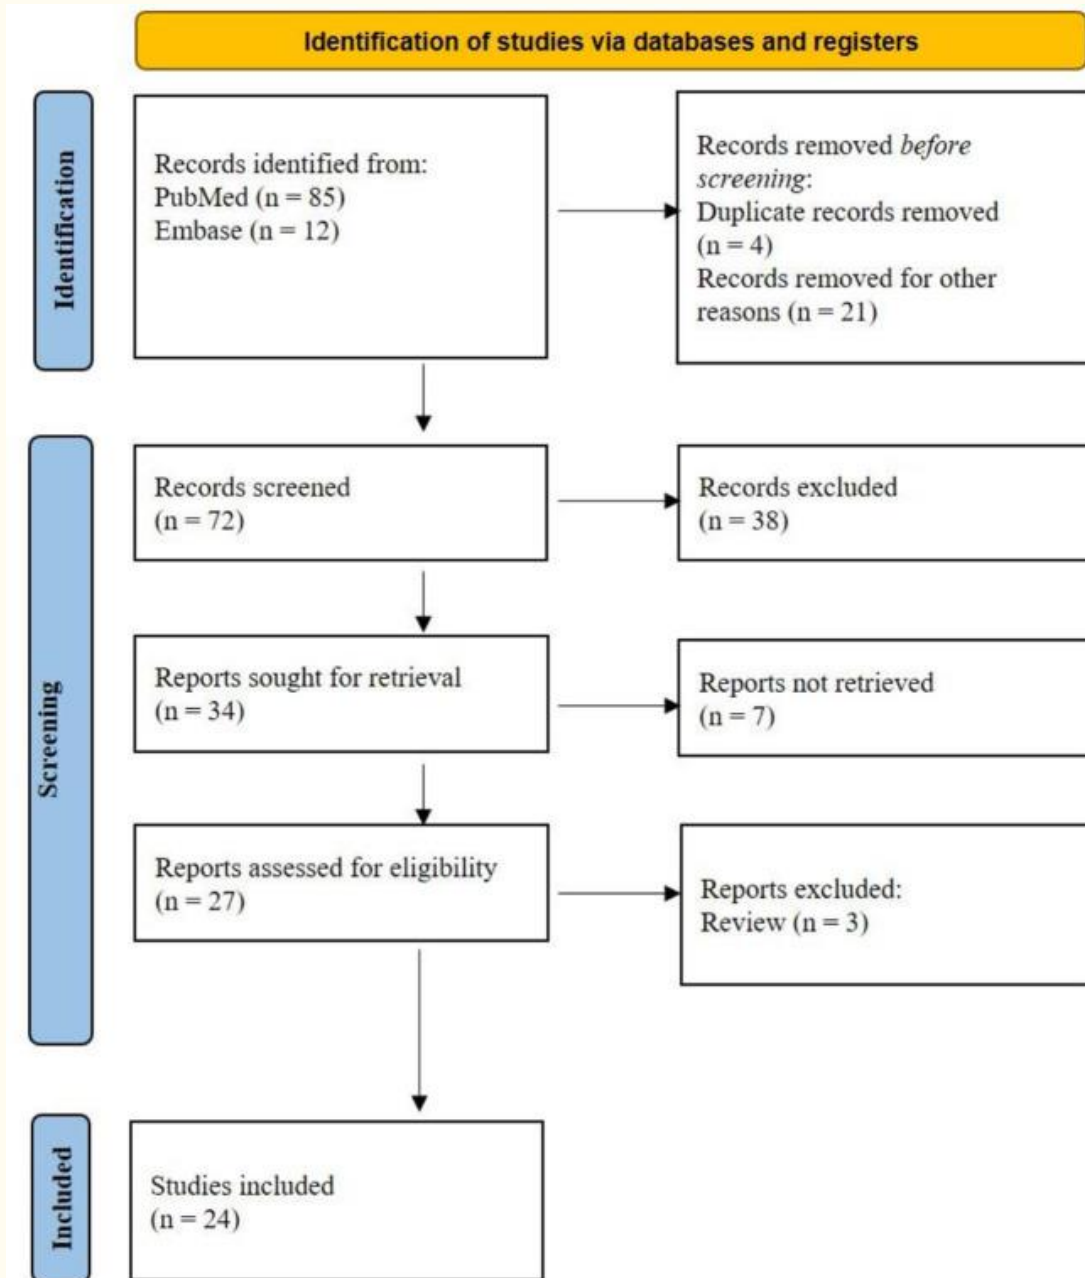 Identification of studies via databases and registers
Identification
Records identified from:
PubMed (n = 85)
Embase (n = 12)
Records removed before
screening:
Duplicate records removed
(n = 4)
Records removed for other
reasons (n = 21)
Screening
Records screened
(n = 72)
Records excluded
(n = 38)
Reports sought for retrieval
(n = 34)
Reports not retrieved
(n = 7)
Reports assessed for eligibility
(n = 27)
Reports excluded:
Review (n = 3)
Included
Studies included
(n = 24)